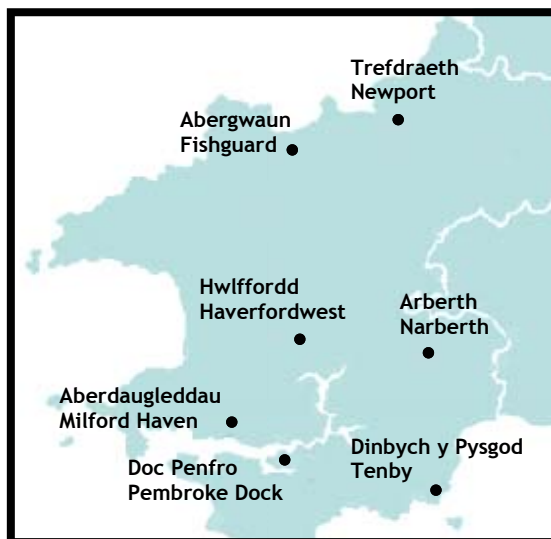 Trefdraeth
Newport
Abergwaun
Fishguard
Hwlffordd
Haverfordwest
Arberth
Narberth
Aberdaugleddau
Milford Haven
Dinbych y Pysgod
Tenby
Doc Penfro
Pembroke Dock